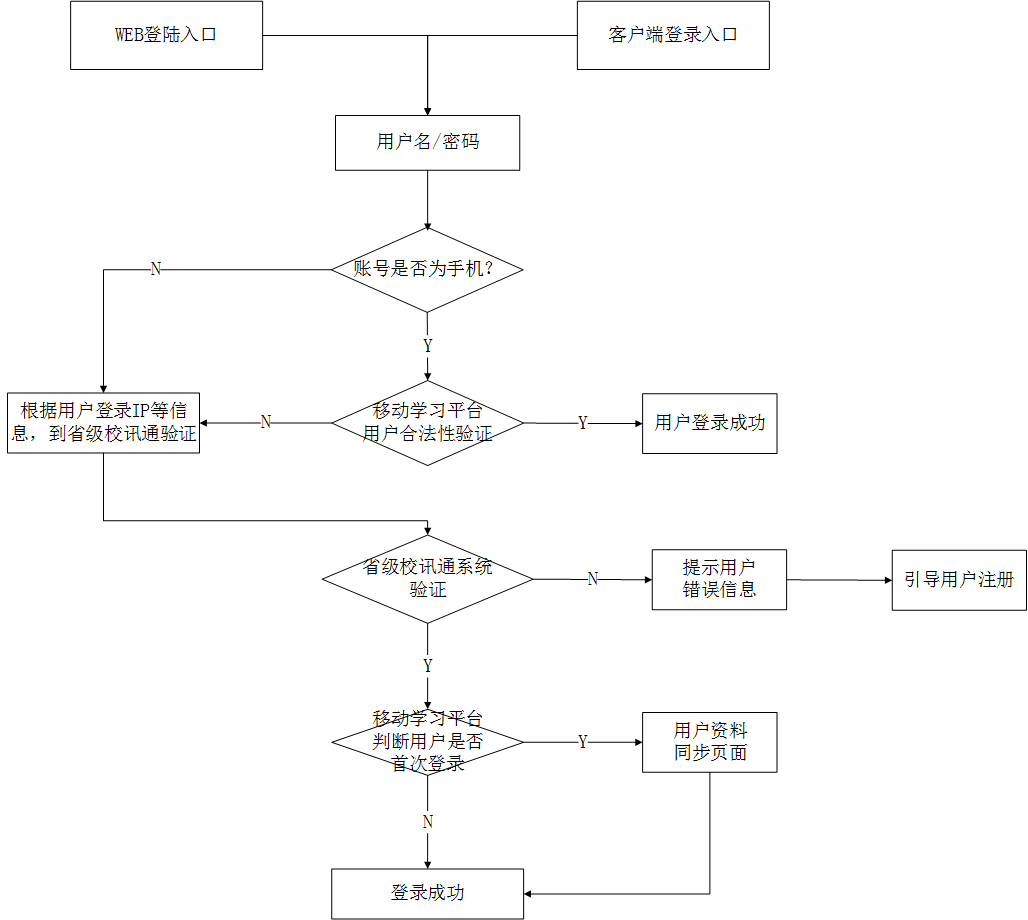 WEB登陆入口
客户端登录入口
用户名/密码
账号是否为手机?
N
Y
根据用户登录IP等信
息，到省级校讯通验证
N
移动学习平台
用户合法性验证
Y
用户登录成功
省级校讯通系统
验证
N
提示用户
错误信息
引导用户注册
Y
移动学习平台
判断用户是否
首次登录
Y
用户资料
同步页面
N
登录成功